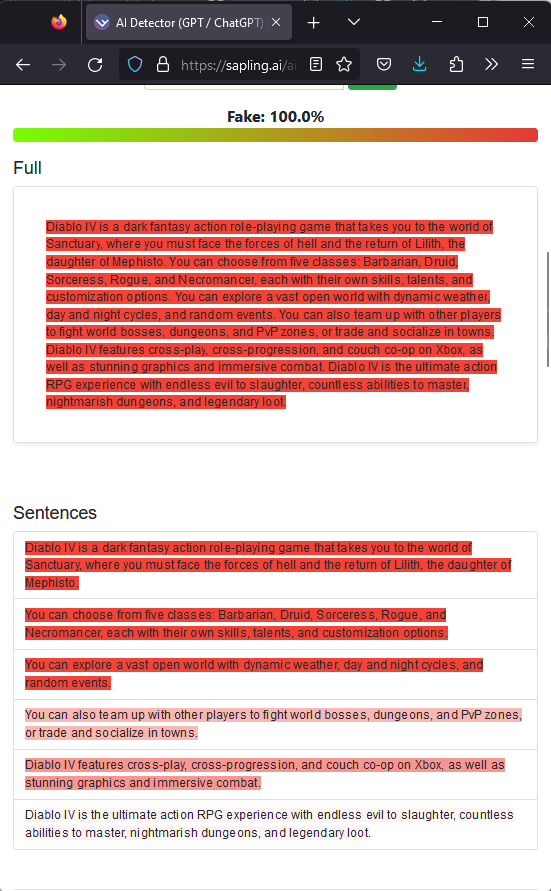 AI Detector (GPT / ChatGPT)
https://sapling.ai/ai-
Fake: 100.0%
Full
Diablo IV is a dark fantasy action role-playing game that takes you to the world of
Sanctuary, where you must face the forces of hell and the return of Lilith, the
daughter of Mephisto. You can choose from five classes: Barbarian, Druid,
Sorceress, Rogue, and Necromancer, each with their own skills, talents, and
customization options. You can explore a vast open world with dynamic weather,
day and night cycles, and random events. You can also team up with other players
to fight world bosses, dungeons, and PvP zones, or trade and socialize in towns.
Diablo IV features cross-play, cross-progression, and couch co-op on Xbox, as
well as stunning graphics and immersive combat. Diablo IV is the ultimate action
RPG experience with endless evil to slaughter, countless abilities to master,
nightmarish dungeons, and legendary loot.
Sentences
Diablo IV is a dark fantasy action role-playing game that takes you to the world of
Sanctuary, where you must face the forces of hell and the return of Lilith, the daughter of
Mephisto.
You can choose from five classes: Barbarian, Druid, Sorceress, Rogue, and
Necromancer, each with their own skills, talents, and customization options.
You can explore a vast open world with dynamic weather, day and night cycles, and
random events.
You can also team up with other players to fight world bosses, dungeons, and PvP zones,
or trade and socialize in towns.
Diablo IV features cross-play, cross-progression, and couch co-op on Xbox, as well as
stunning graphics and immersive combat.
Diablo IV is the ultimate action RPG experience with endless evil to slaughter, countless
abilities to master, nightmarish dungeons, and legendary loot.